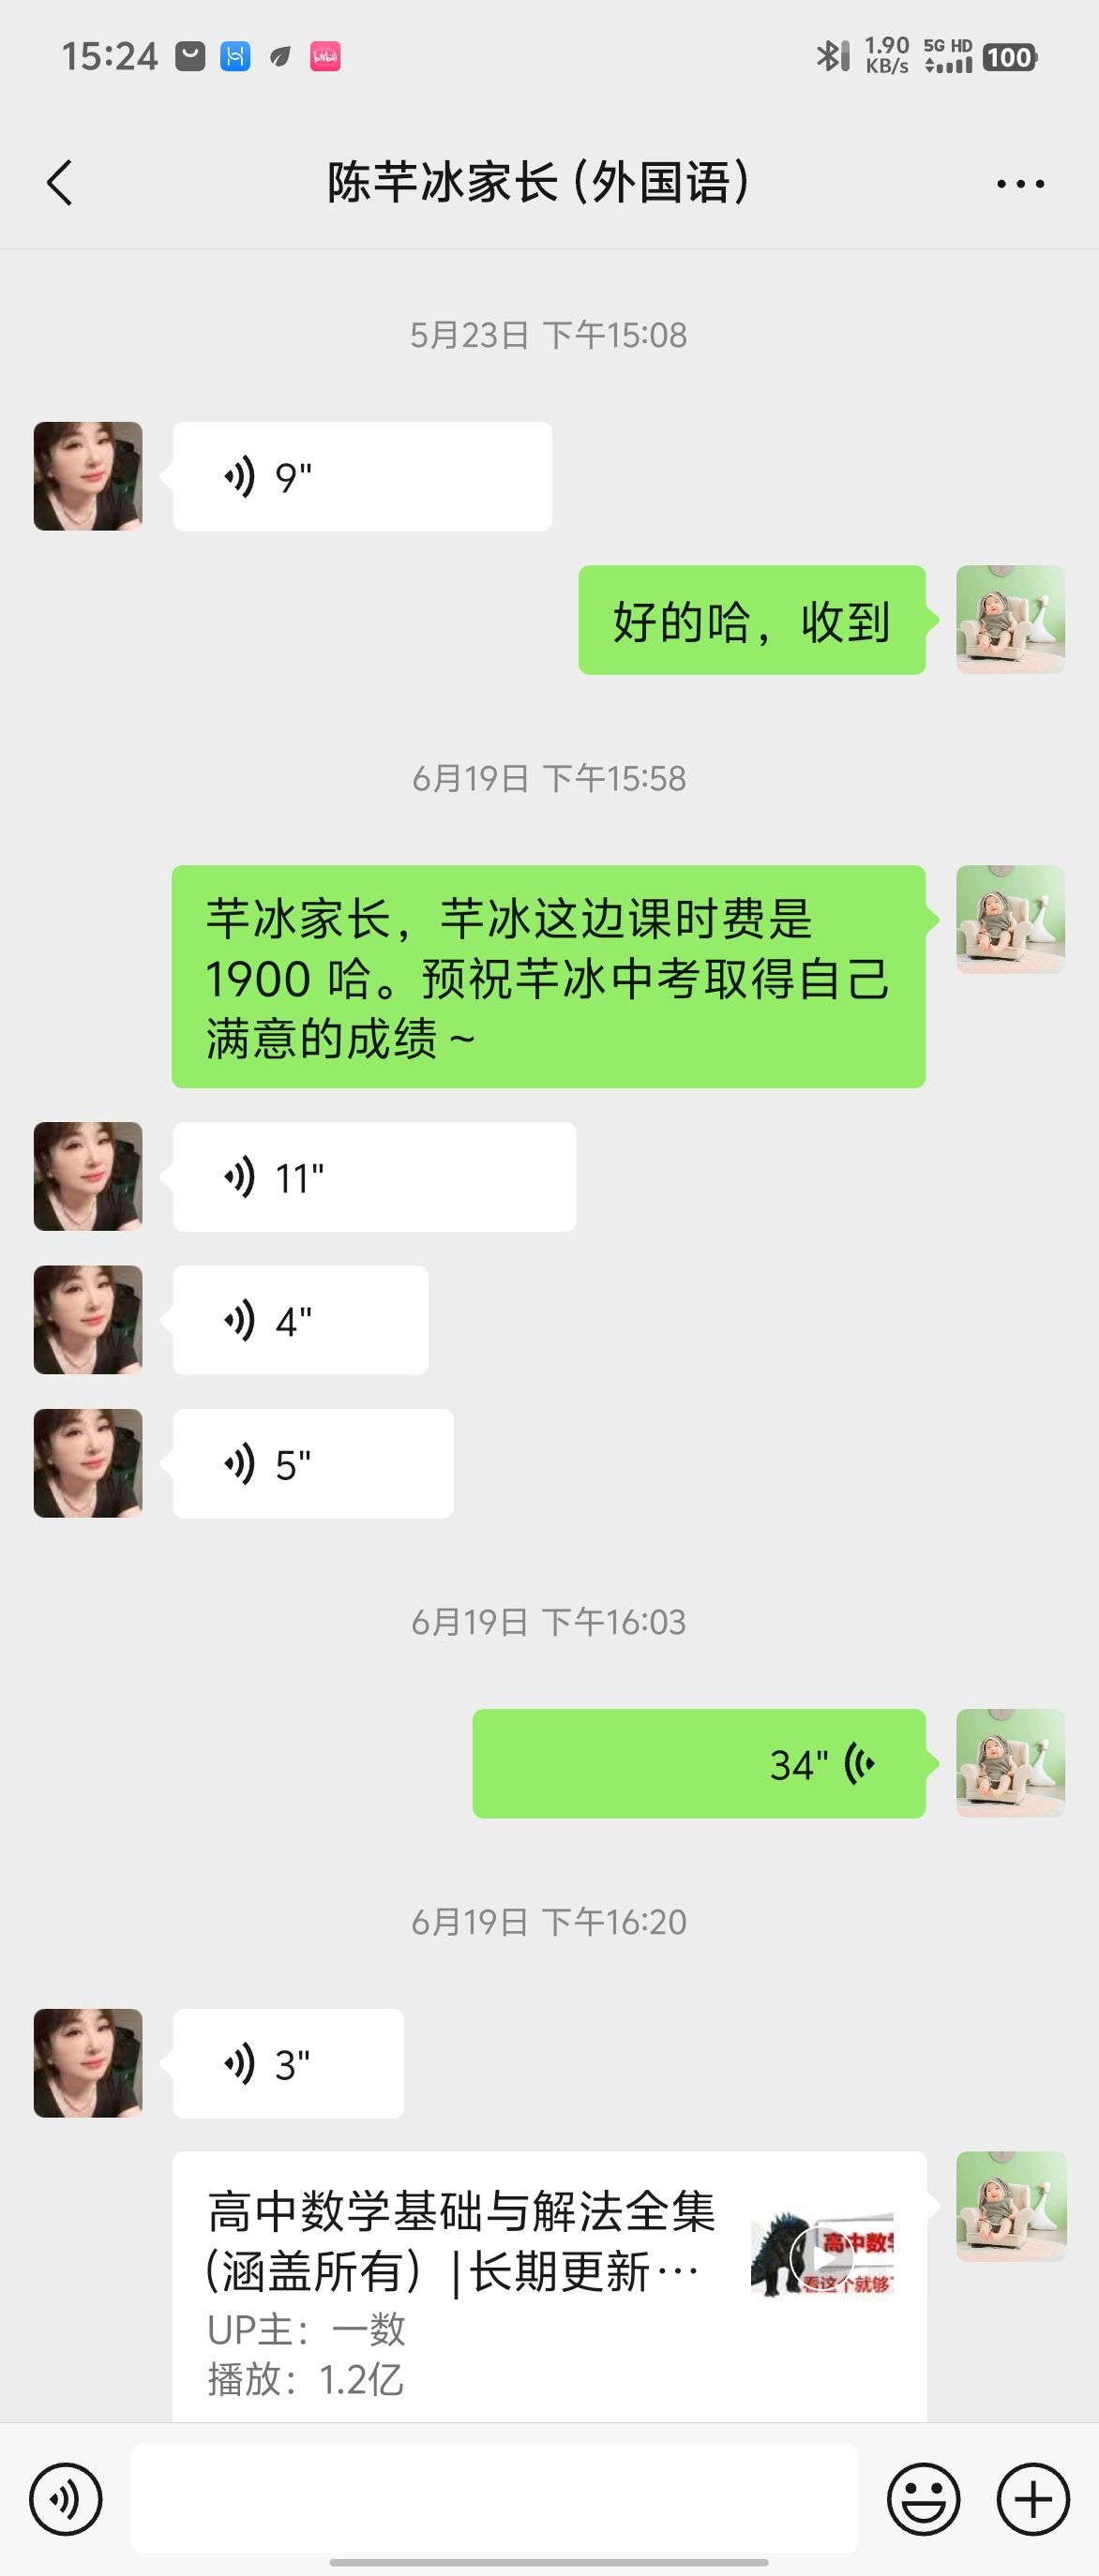 15:24
bilibili
1.90 KB/s
5G HD
100
陈芊冰家长(外国语)
5月23日 下午15:08
9"
好的哈，收到
6月19日 下午15:58
芊冰家长，芊冰这边课时费是
1900 哈。预祝芊冰中考取得自己
满意的成绩～
11"
4"
5"
6月19日 下午16:03
34"
6月19日 下午16:20
3"
高中数学基础与解法全集
(涵盖所有）|长期更新…
高中数学
看这个就够
UP主：一数
播放：1.2亿